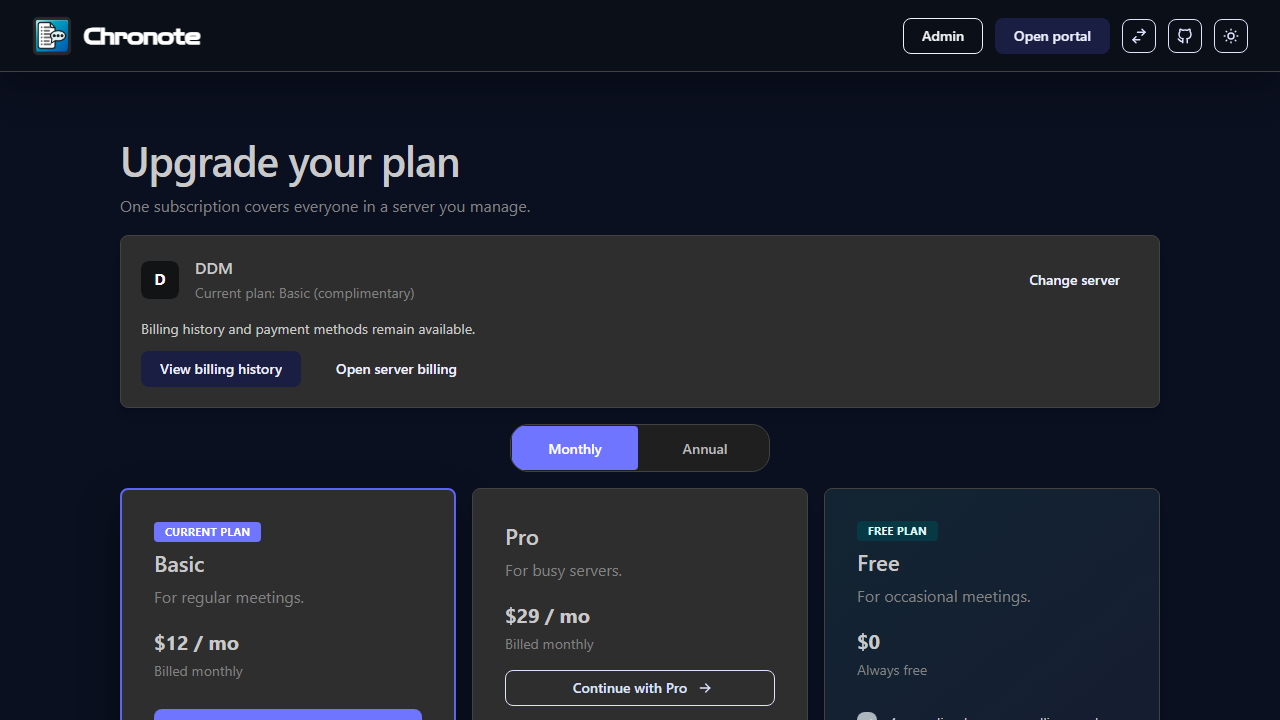 Chronote
Admin
Open portal
Upgrade your plan
One subscription covers everyone in a server you manage.
D
DDM
Current plan: Basic (complimentary)
Change server
Billing history and payment methods remain available.
View billing history
Open server billing
Monthly
Annual
CURRENT PLAN
Basic
For regular meetings.
$12 / mo
Billed monthly
Pro
For busy servers.
$29 / mo
Billed monthly
Continue with Pro
FREE PLAN
Free
For occasional meetings.
$0
Always free